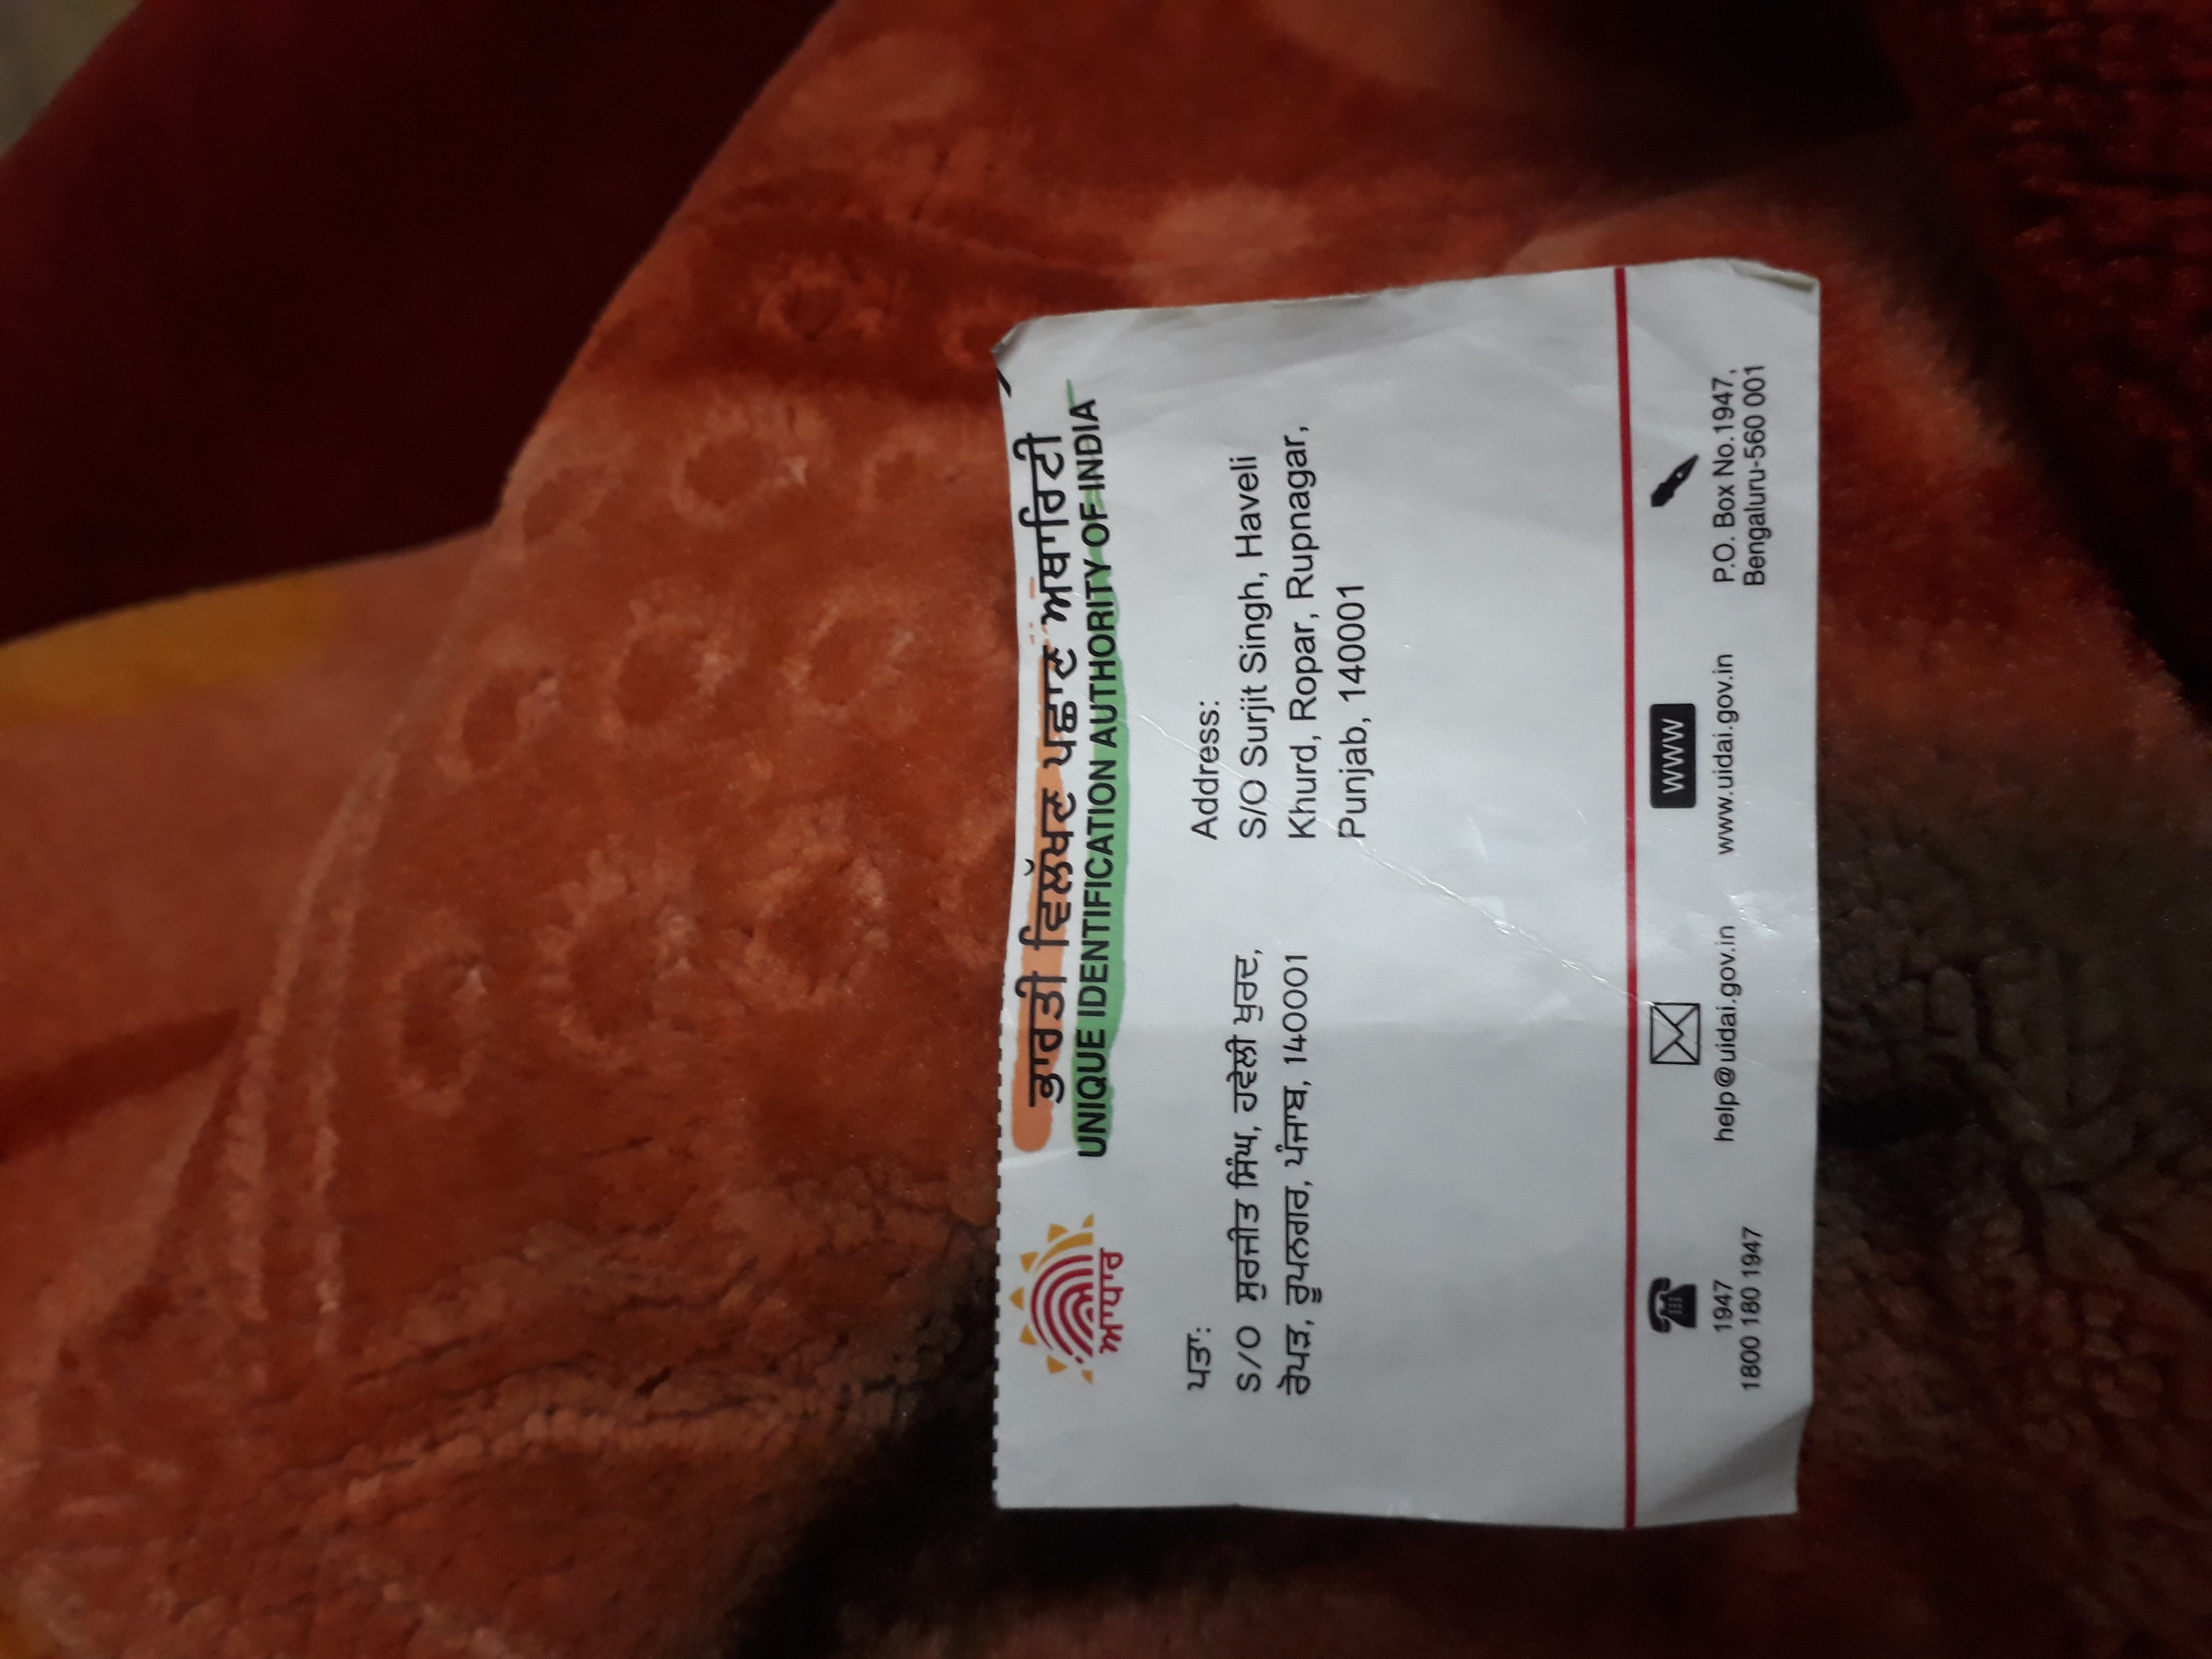 ਭਾਰਤੀ ਵਿਲੱਖਣ ਪਛਾਣ ਅਥਾਰਿਟੀ
UNIQUE IDENTIFICATION AUTHORITY OF INDIA
ਆਧਾਰ
ਪਤਾ:
S/O ਸੁਰਜੀਤ ਸਿੰਘ, ਹਵੇਲੀ ਖੁਰਦ,
ਰੋਪੜ, ਰੂਪਨਗਰ, ਪੰਜਾਬ, 140001
Address:
S/O Surjit Singh, Haveli
Khurd, Ropar, Rupnagar,
Punjab, 140001
1947
1800 180 1947
help@uidai.gov.in
WWW
www.uidai.gov.in
P.O. Box No.1947,
Bengaluru-560 001